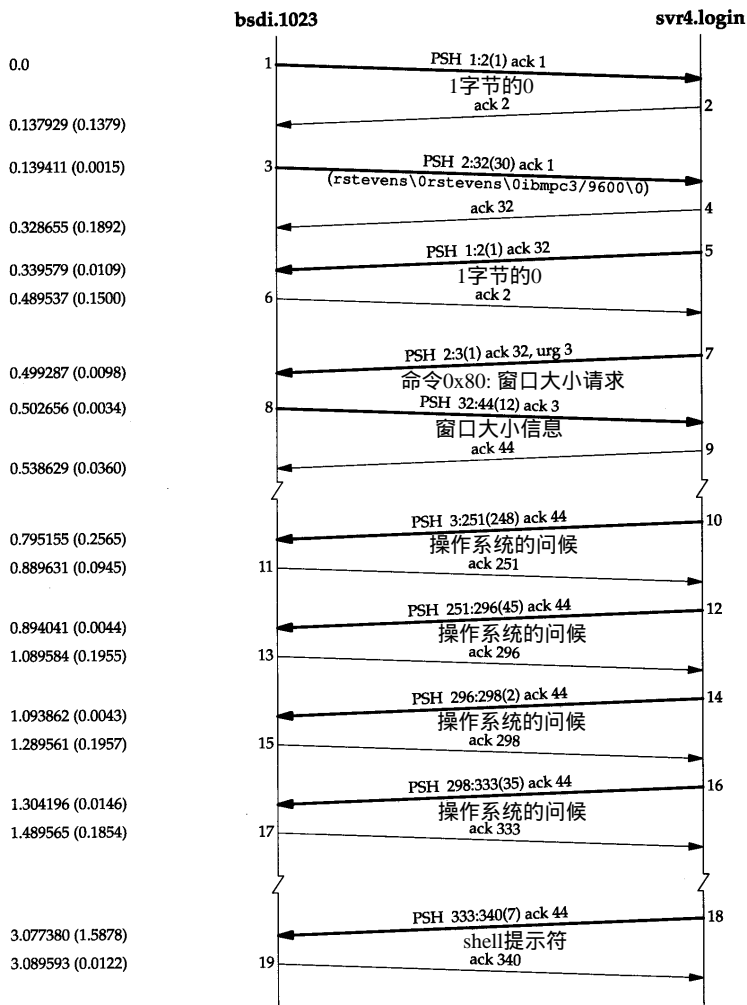 bsdi.1023 svr4.login
0.0 1 PSH 1:2(1) ack 1
1字节的0
ack 2 2
0.137929 (0.1379)
0.139411 (0.0015) 3 PSH 2:32(30) ack 1
(rstevens\0rstevens\0ibmpc3/9600\0)
ack 32 4
0.328655 (0.1892)
PSH 1:2(1) ack 32 5
0.339579 (0.0109) 1字节的0
0.489537 (0.1500) 6 ack 2
PSH 2:3(1) ack 32, urg 3 7
0.499287 (0.0098) 命令0x80: 窗口大小请求
0.502656 (0.0034) 8 PSH 32:44(12) ack 3
窗口大小信息
ack 44 9
0.538629 (0.0360)
PSH 3:251(248) ack 44 10
0.795155 (0.2565) 操作系统的问候
0.889631 (0.0945) 11 ack 251
PSH 251:296(45) ack 44 12
0.894041 (0.0044) 操作系统的问候
1.089584 (0.1955) 13 ack 296
PSH 296:298(2) ack 44 14
1.093862 (0.0043) 操作系统的问候
1.289561 (0.1957) 15 ack 298
PSH 298:333(35) ack 44 16
1.304196 (0.0146) 操作系统的问候
1.489565 (0.1854) 17 ack 333
PSH 333:340(7) ack 44 18
3.077380 (1.5878) shell提示符
3.089593 (0.0122) 19 ack 340